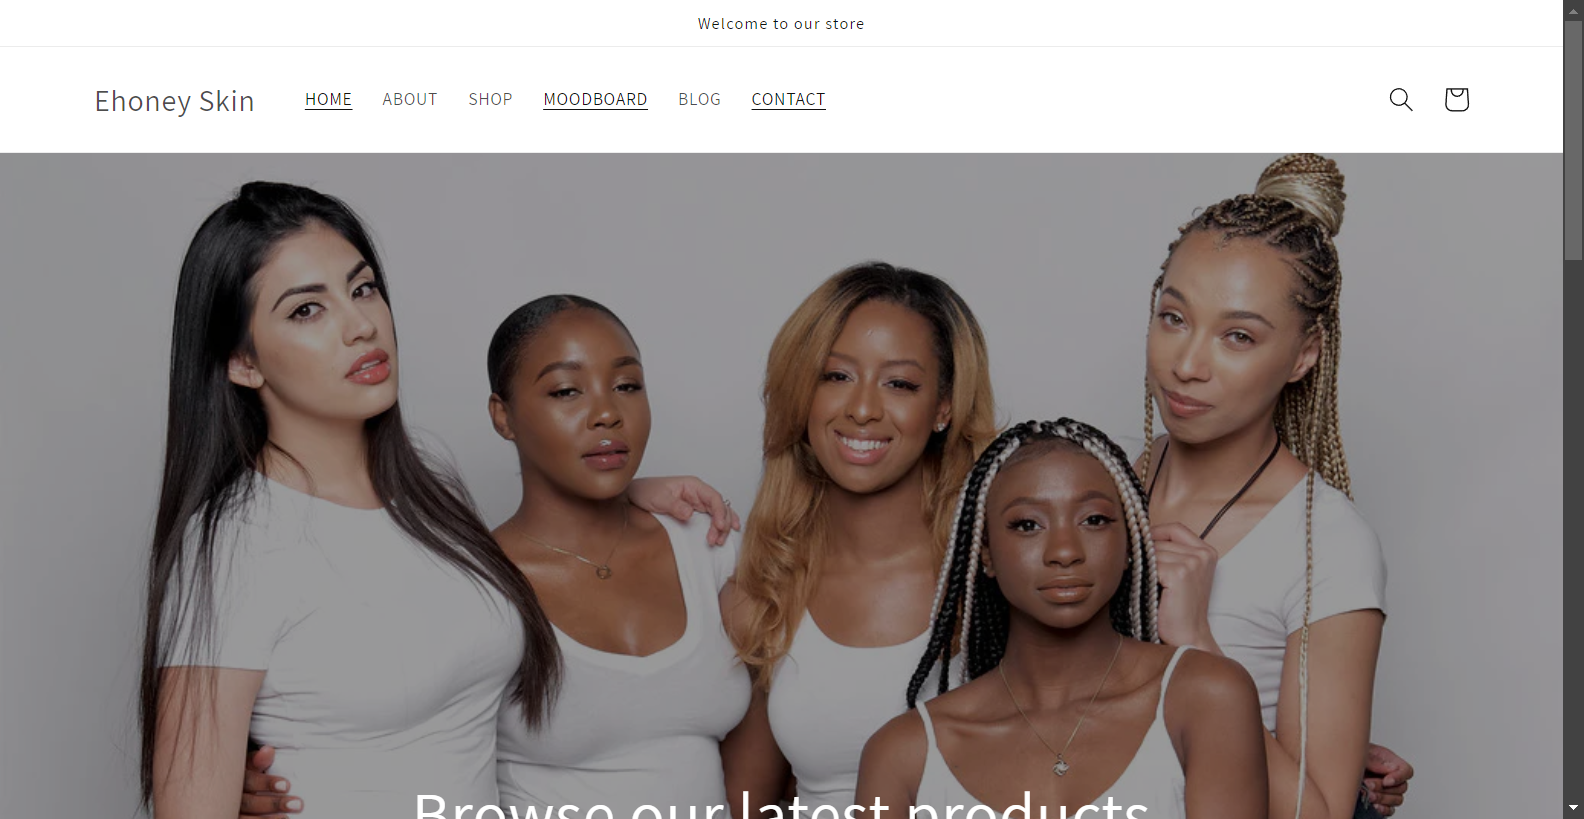 Welcome to our store
Ehoney Skin HOME ABOUT SHOP MOODBOARD BLOG CONTACT
Browse our latest products